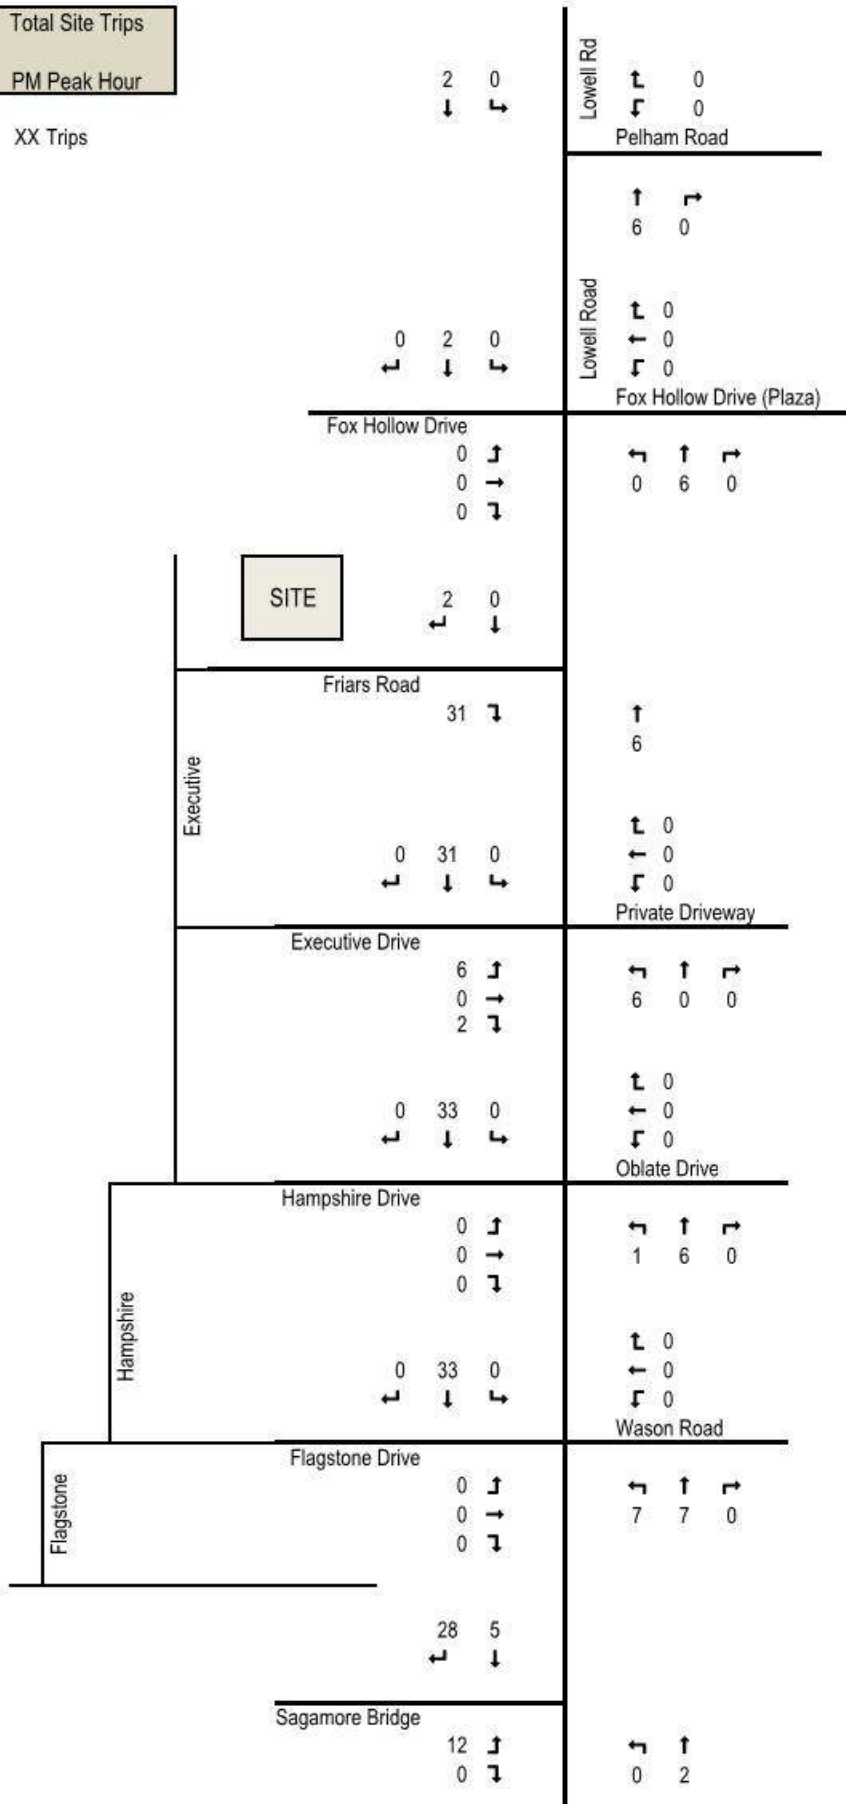 Total Site Trips
PM Peak Hour
XX Trips
Lowell Rd
2 0
0
0
Pelham Road
6 0
Lowell Road
0 2 0
0
0
0
Fox Hollow Drive (Plaza)
Fox Hollow Drive
0
0
0
0 6 0
SITE
2 0
Friars Road
31
6
Executive
0 31 0
0
0
0
Private Driveway
Executive Drive
6
0
2
6 0 0
0 33 0
0
0
0
Oblate Drive
Hampshire Drive
0
0
0
1 6 0
Hampshire
0 33 0
0
0
0
Wason Road
Flagstone Drive
0
0
0
7 7 0
Flagstone
28 5
Sagamore Bridge
12
0
0 2